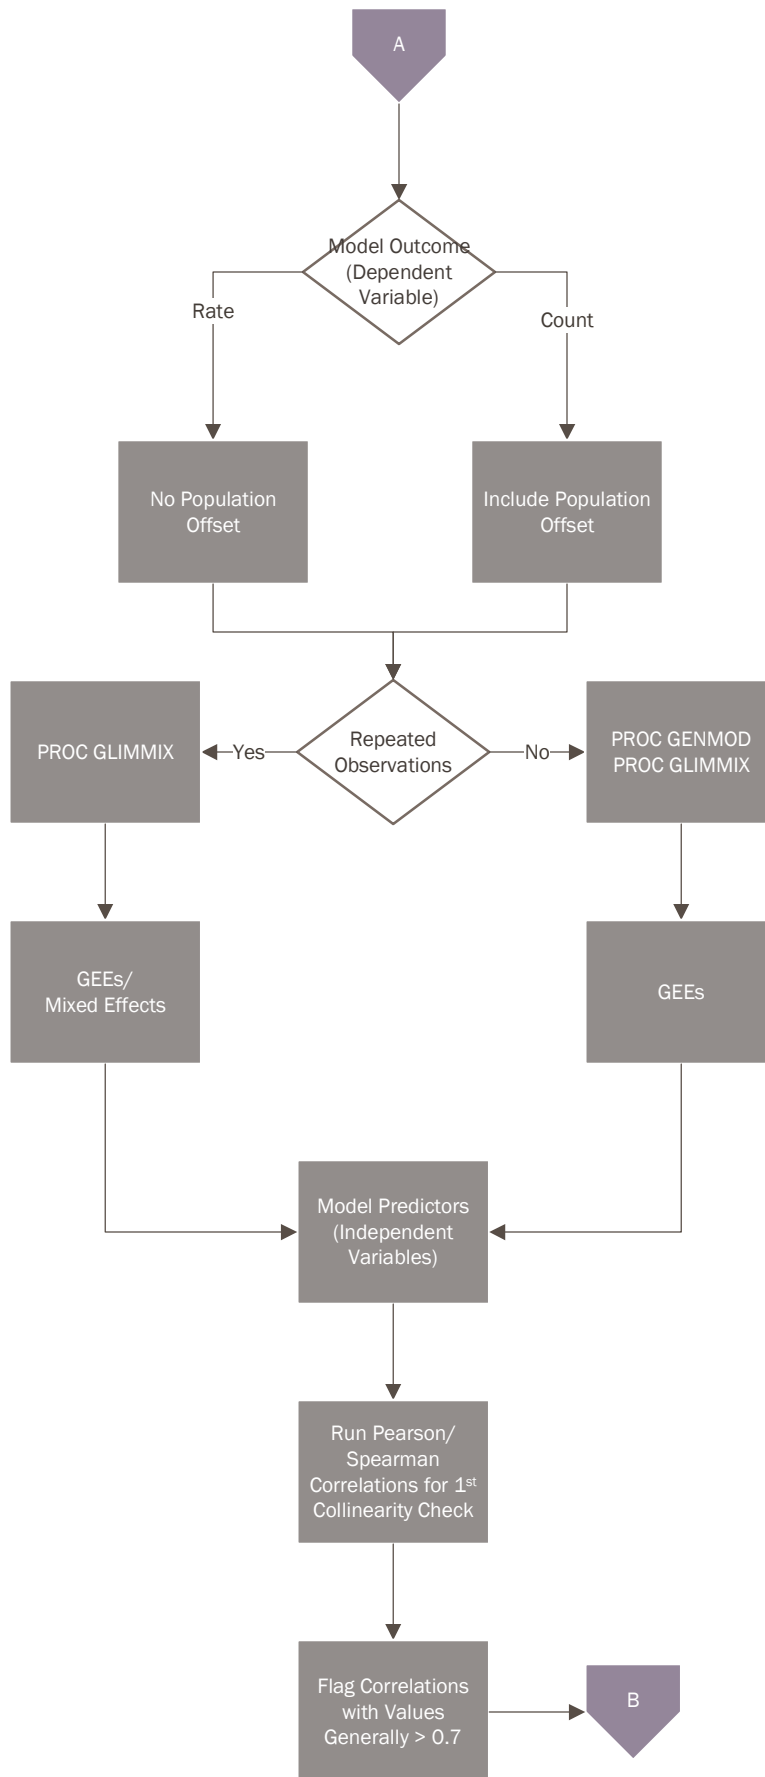 A
Model Outcome
(Dependent
Variable)
Rate
Count
No Population
Offset
Include Population
Offset
PROC GLIMMIX
Yes
Repeated
Observations
No
PROC GENMOD
PROC GLIMMIX
GEEs/
Mixed Effects
GEEs
Model Predictors
(Independent
Variables)
Run Pearson/
Spearman
Correlations for 1st
Collinearity Check
Flag Correlations
with Values
Generally > 0.7
B